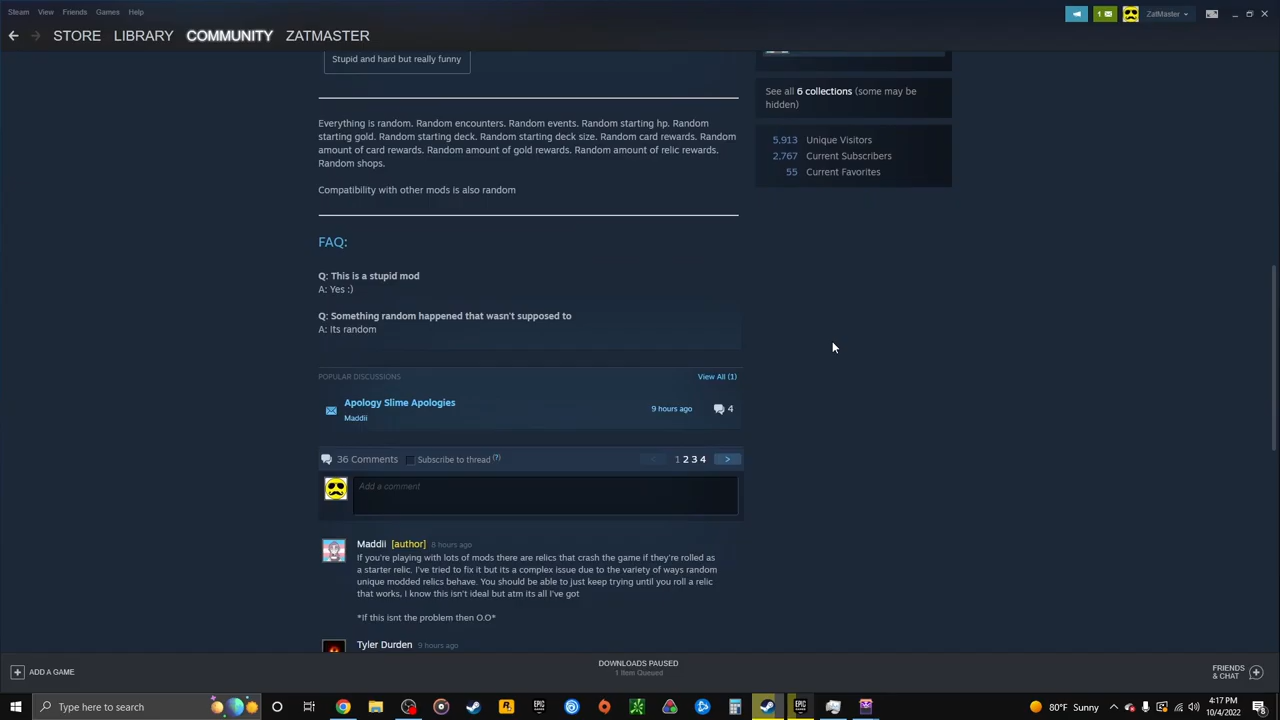 Steam View Friends Games Help
1
ZatMaster
STORE LIBRARY COMMUNITY ZATMASTER
Stupid and hard but really funny
See all 6 collections (some may be
hidden)
Everything is random. Random encounters. Random events. Random starting hp. Random
starting gold. Random starting deck. Random starting deck size. Random card rewards. Random
amount of card rewards. Random amount of gold rewards. Random amount of relic rewards.
Random shops.
5,913 Unique Visitors
2,767 Current Subscribers
55 Current Favorites
Compatibility with other mods is also random
FAQ:
Q: This is a stupid mod
A: Yes :)
Q: Something random happened that wasn't supposed to
A: Its random
POPULAR DISCUSSIONS View All (1)
Apology Slime Apologies
Maddii
9 hours ago 4
36 Comments Subscribe to thread (?) < 1 2 3 4 >
Add a comment
Maddii [author] 8 hours ago
If you're playing with lots of mods there are relics that crash the game if they're rolled as
a starter relic, I've tried to fix it but its a complex issue due to the variety of ways random
unique modded relics behave. You should be able to just keep trying until you roll a relic
that works, I know this isn't ideal but atm its all I've got
*If this isnt the problem then O.O*
Tyler Durden 9 hours ago
ADD A GAME
DOWNLOADS PAUSED
1 Item Queued
FRIENDS
& CHAT
Type here to search
80°F Sunny
4:17 PM
10/4/2022